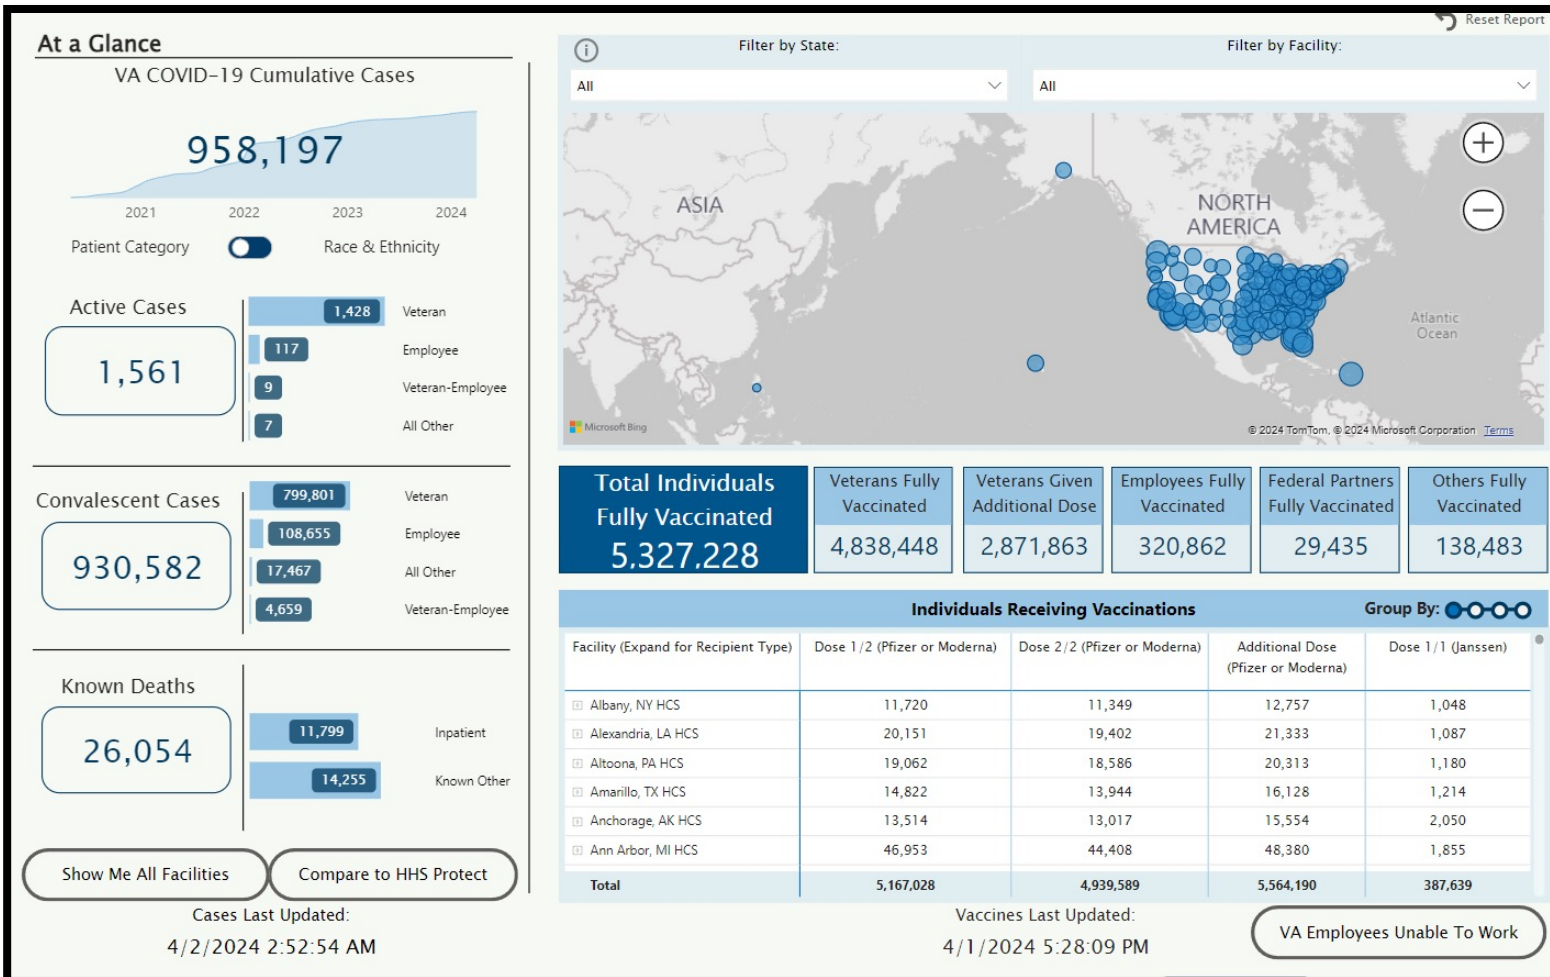 Reset Report
At a Glance
VA COVID-19 Cumulative Cases
958,197
2021 2022 2023 2024
Patient Category Race & Ethnicity
Active Cases
1,561
1,428 Veteran
117 Employee
9 Veteran-Employee
7 All Other
Convalescent Cases
930,582
799,801 Veteran
108,655 Employee
17,467 All Other
4,659 Veteran-Employee
Known Deaths
26,054
11,799 Inpatient
14,255 Known Other
Show Me All Facilities
Compare to HHS Protect
Cases Last Updated:
4/2/2024 2:52:54 AM
Filter by State:
All
Filter by Facility:
All
ASIA
NORTH
AMERICA
Atlantic
Ocean
Microsoft Bing
© 2024 TomTom, © 2024 Microsoft Corporation Terms
Total Individuals
Fully Vaccinated
5,327,228
Veterans Fully
Vaccinated
4,838,448
Veterans Given
Additional Dose
2,871,863
Employees Fully
Vaccinated
320,862
Federal Partners
Fully Vaccinated
29,435
Others Fully
Vaccinated
138,483
Individuals Receiving Vaccinations
Group By:
Facility (Expand for Recipient Type) Dose 1/2 (Pfizer or Moderna) Dose 2/2 (Pfizer or Moderna) Additional Dose Dose 1/1 (Janssen)
(Pfizer or Moderna)
Albany, NY HCS 11,720 11,349 12,757 1,048
Alexandria, LA HCS 20,151 19,402 21,333 1,087
Altoona, PA HCS 19,062 18,586 20,313 1,180
Amarillo, TX HCS 14,822 13,944 16,128 1,214
Anchorage, AK HCS 13,514 13,017 15,554 2,050
Ann Arbor, MI HCS 46,953 44,408 48,380 1,855
Total 5,167,028 4,939,589 5,564,190 387,639
Vaccines Last Updated:
4/1/2024 5:28:09 PM
VA Employees Unable To Work